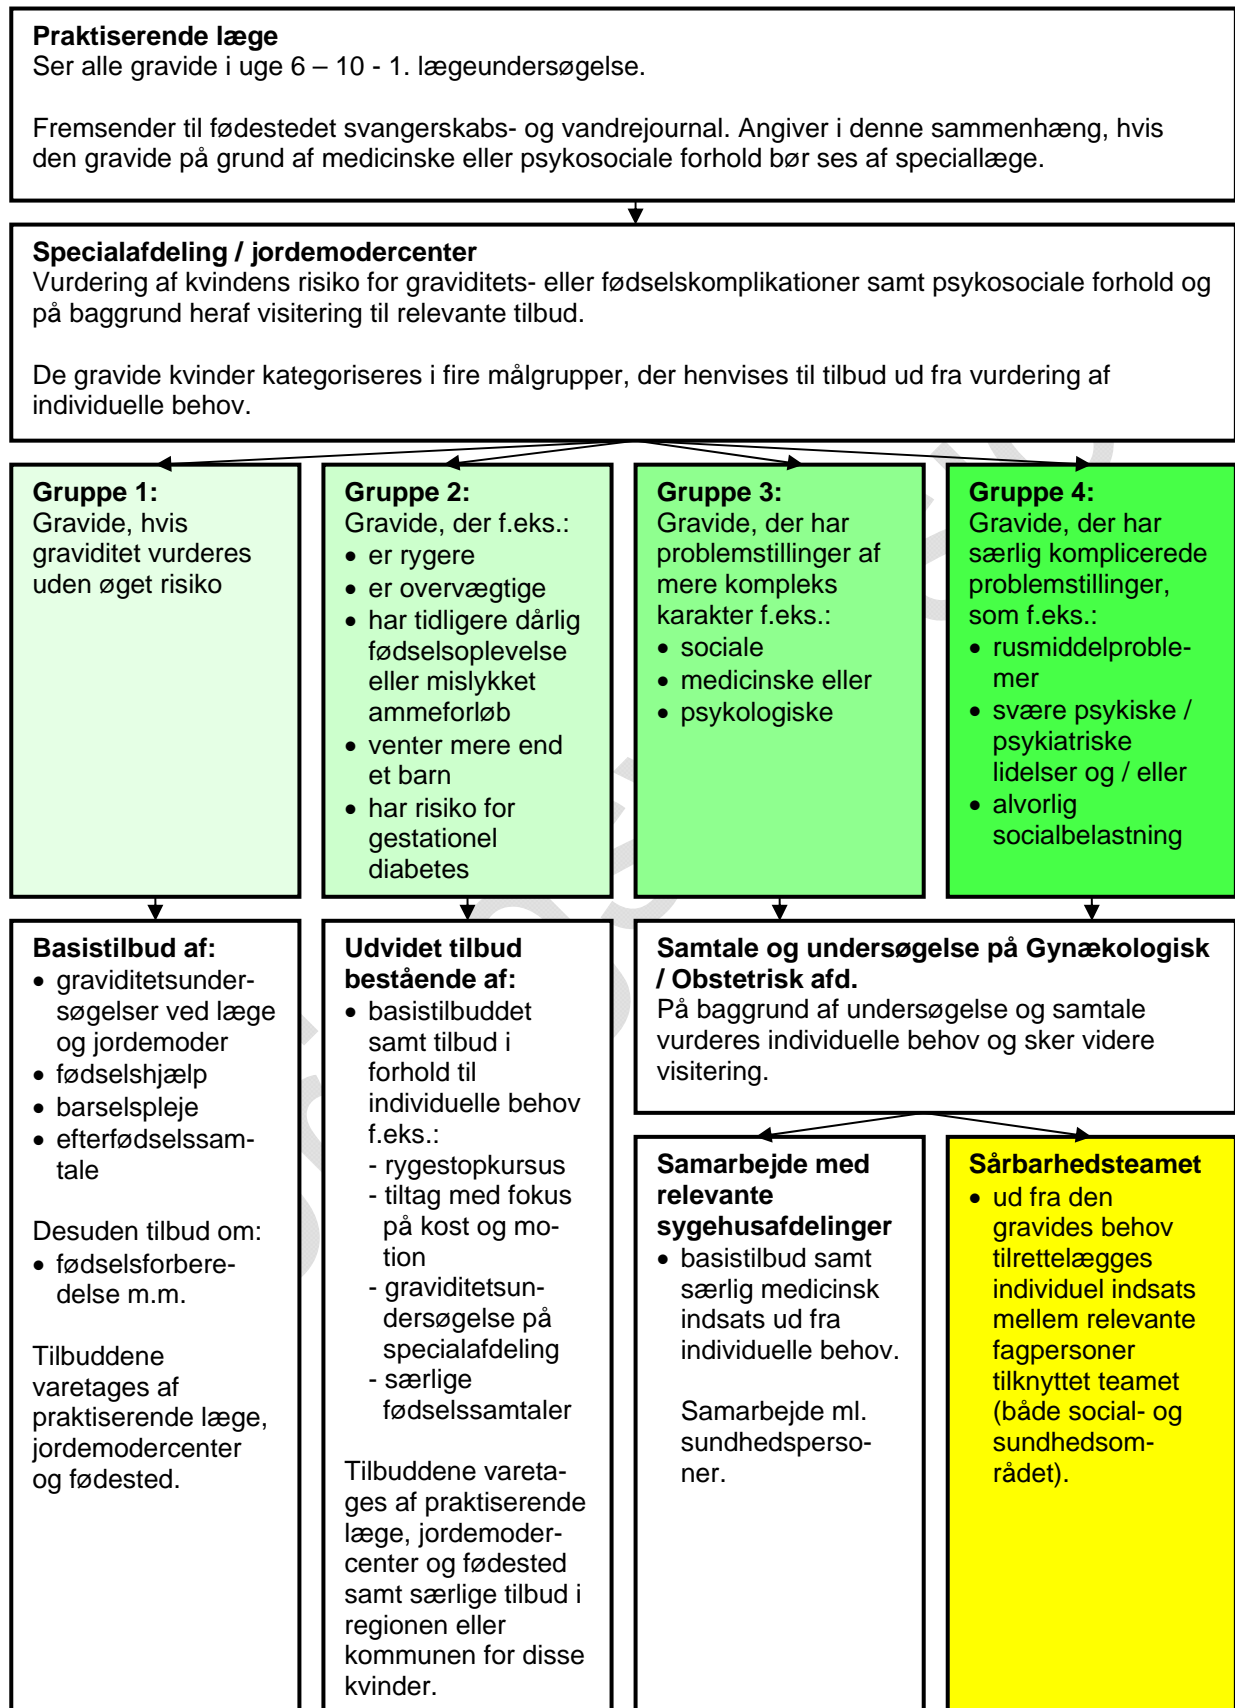 Praktiserende læge
Ser alle gravide i uge 6 – 10 - 1. lægeundersøgelse.
Fremsender til fødestedet svangerskabs- og vandrejournal. Angiver i denne sammenhæng, hvis
den gravide på grund af medicinske eller psykosociale forhold bør ses af speciallæge.
Specialafdeling / jordemodercenter
Vurdering af kvindens risiko for graviditets- eller fødselskomplikationer samt psykosociale forhold og
på baggrund heraf visitering til relevante tilbud.
De gravide kvinder kategoriseres i fire målgrupper, der henvises til tilbud ud fra vurdering af
individuelle behov.
Gruppe 1:
Gravide, hvis
graviditet vurderes
uden øget risiko
Gruppe 2:
Gravide, der f.eks.:
• er rygere
• er overvægtige
• har tidligere dårlig
fødselsoplevelse
eller mislykket
ammeforløb
• venter mere end
et barn
• har risiko for
gestationel
diabetes
Gruppe 3:
Gravide, der har
problemstillinger af
mere kompleks
karakter f.eks.:
• sociale
• medicinske eller
• psykologiske
Gruppe 4:
Gravide, der har
særlig komplicerede
problemstillinger,
som f.eks.:
• rusmiddelproble-
mer
• svære psykiske /
psykiatriske
lidelser og / eller
• alvorlig
socialbelastning
Basistilbud af:
• graviditetsunder-
søgelser ved læge
og jordemoder
• fødselshjælp
• barselspleje
• efterfødselssam-
tale
Desuden tilbud om:
• fødselsforbere-
delse m.m.
Tilbuddene
varetages af
praktiserende læge,
jordemodercenter
og fødested.
Udvidet tilbud
bestående af:
• basistilbuddet
samt tilbud i
forhold til
individuelle behov
f.eks.:
- rygestopkursus
- tiltag med fokus
på kost og mo-
tion
- graviditetsun-
dersøgelse på
specialafdeling
- særlige
fødselssamtaler
Tilbuddene vareta-
ges af praktiserende
læge, jordemoder-
center og fødested
samt særlige tilbud i
regionen eller
kommunen for disse
kvinder.
Samtale og undersøgelse på Gynækologisk
/ Obstetrisk afd.
På baggrund af undersøgelse og samtale
vurderes individuelle behov og sker videre
visitering.
Samarbejde med
relevante
sygehusafdelinger
• basistilbud samt
særlig medicinsk
indsats ud fra
individuelle behov.
Samarbejde ml.
sundhedsperso-
ner.
Sårbarhedsteamet
• ud fra den
gravides behov
tilrettelægges
individuel indsats
mellem relevante
fagpersoner
tilknyttet teamet
(både social- og
sundhedsom-
rådet).